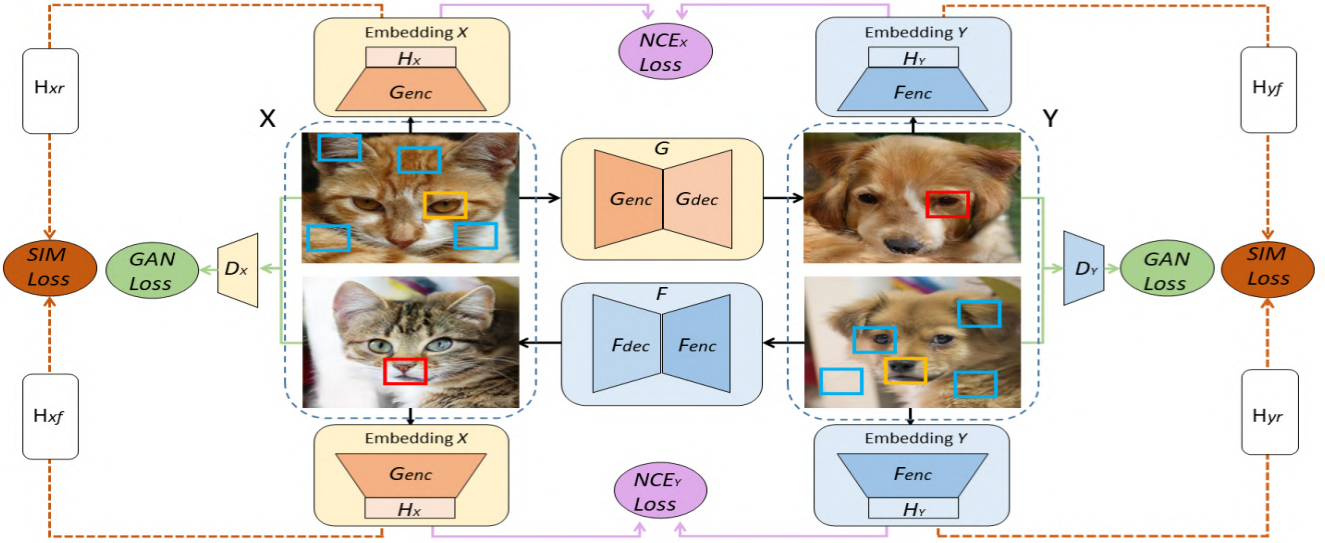 Embedding X
Hx
Genc
NCEx
Loss
Embedding Y
HY
Fenc
Hxr
Hyf
X
Y
G
Genc
Gdec
SIM
Loss
GAN
Loss
DX
DY
GAN
Loss
SIM
Loss
F
Fdec
Fenc
Hxf
Hyr
Embedding X
Genc
Hx
NCEY
Loss
Embedding Y
Fenc
HY